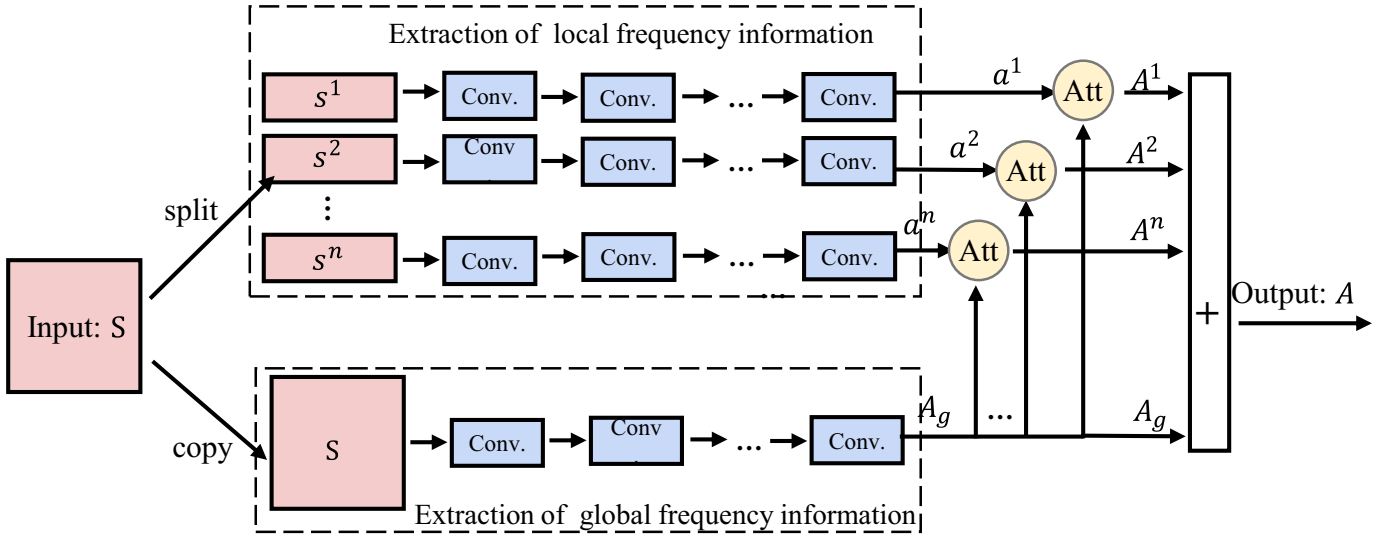 Extraction of local frequency information
s¹ Conv. Conv. ... Conv. a¹ Att A¹
s² Conv. Conv. ... Conv. a² Att A²
split
⋮
sⁿ Conv. Conv. ... Conv. aⁿ Att Aⁿ
...
Input: S
+
Output: A
copy
S Conv. Conv. ... Conv. A_g ... A_g
Extraction of global frequency information